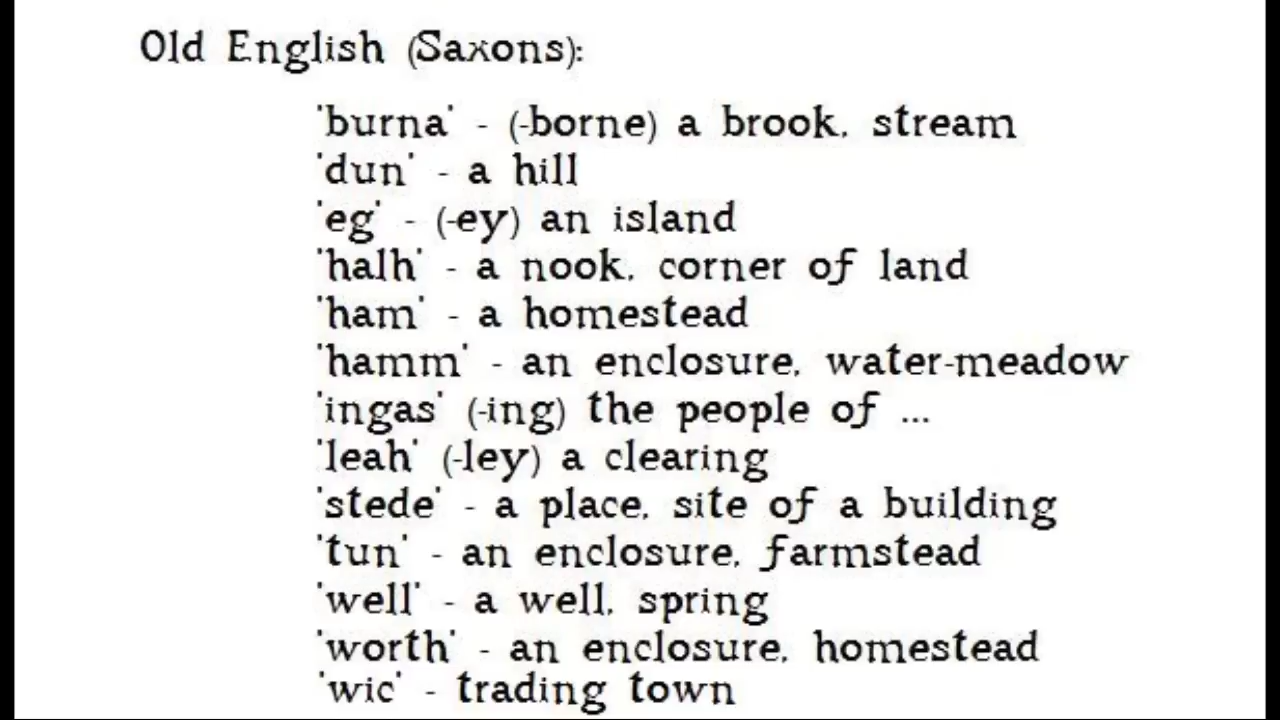 Old English (Saxons):
'burna' - (-borne) a brook, stream
'dun' - a hill
'eg' - (-ey) an island
'halh' - a nook, corner of land
'ham' - a homestead
'hamm' - an enclosure, water-meadow
'ingas' (-ing) the people of ...
'leah' (-ley) a clearing
'stede' - a place, site of a building
'tun' - an enclosure, farmstead
'well' - a well, spring
'worth' - an enclosure, homestead
'wic' - trading town